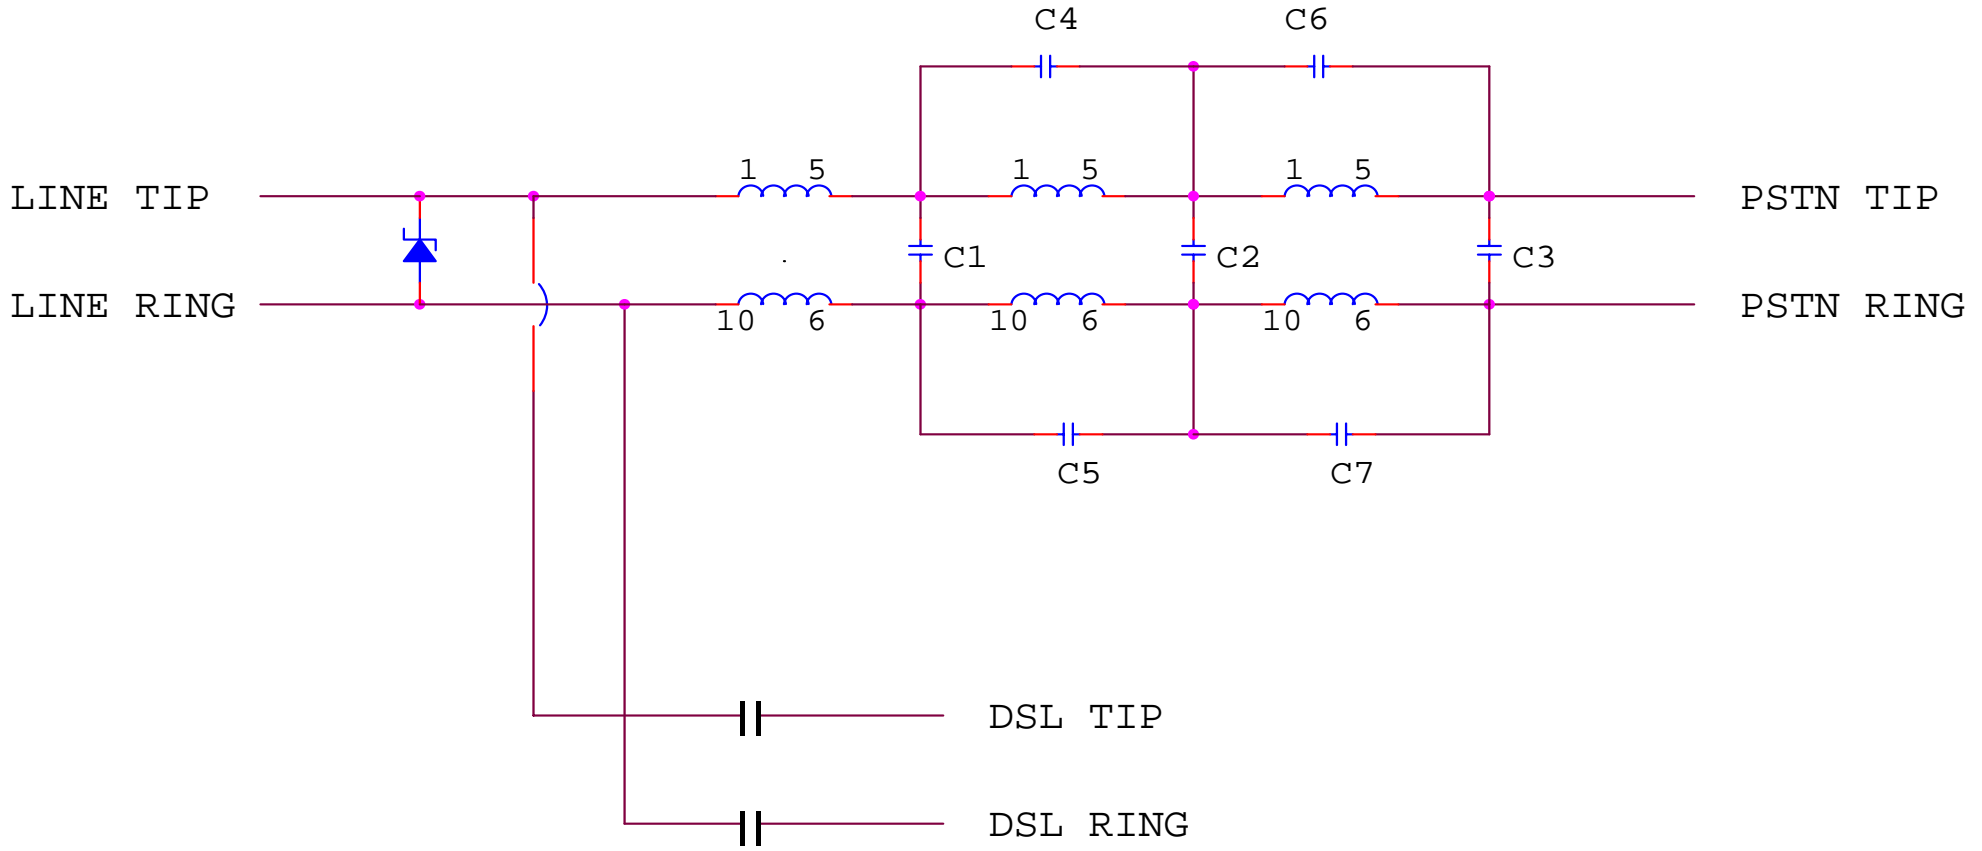 C4 C6
1 5 1 5 1 5
LINE TIP PSTN TIP
C1 C2 C3
LINE RING PSTN RING
10 6 10 6 10 6
C5 C7
DSL TIP
DSL RING